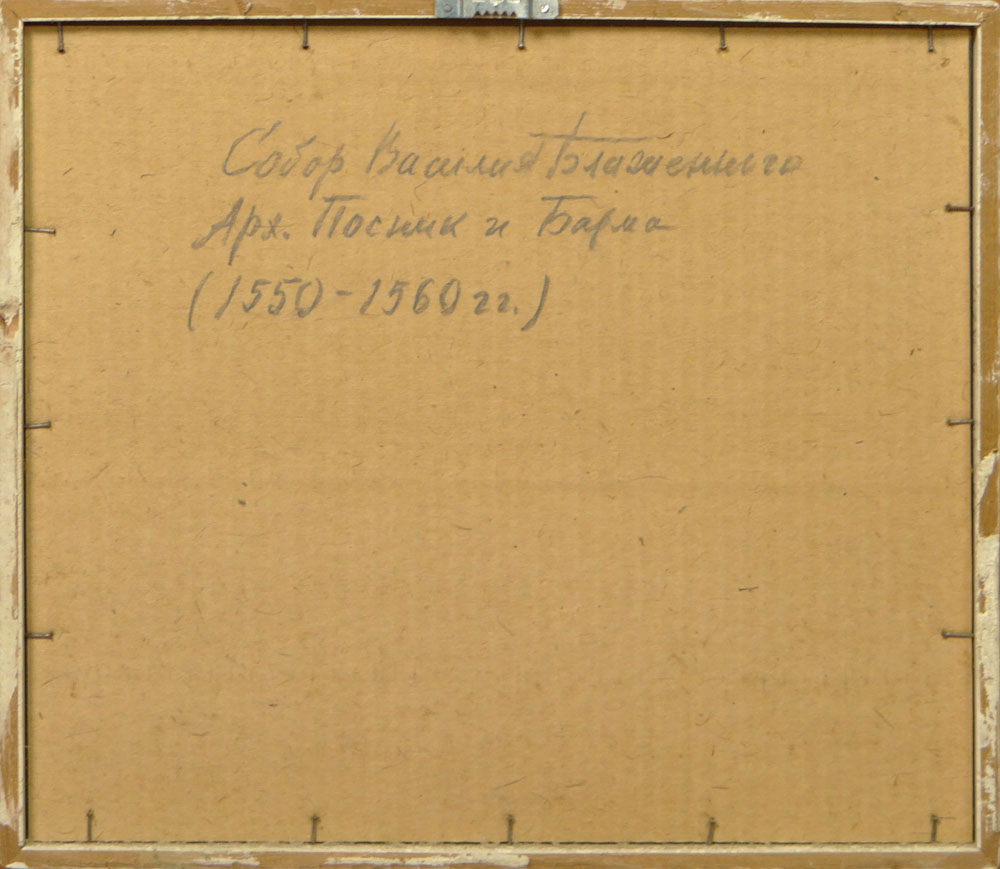 Собор Василия Блаженного
Арх. Посник и Барма
(1550-1560 гг.)